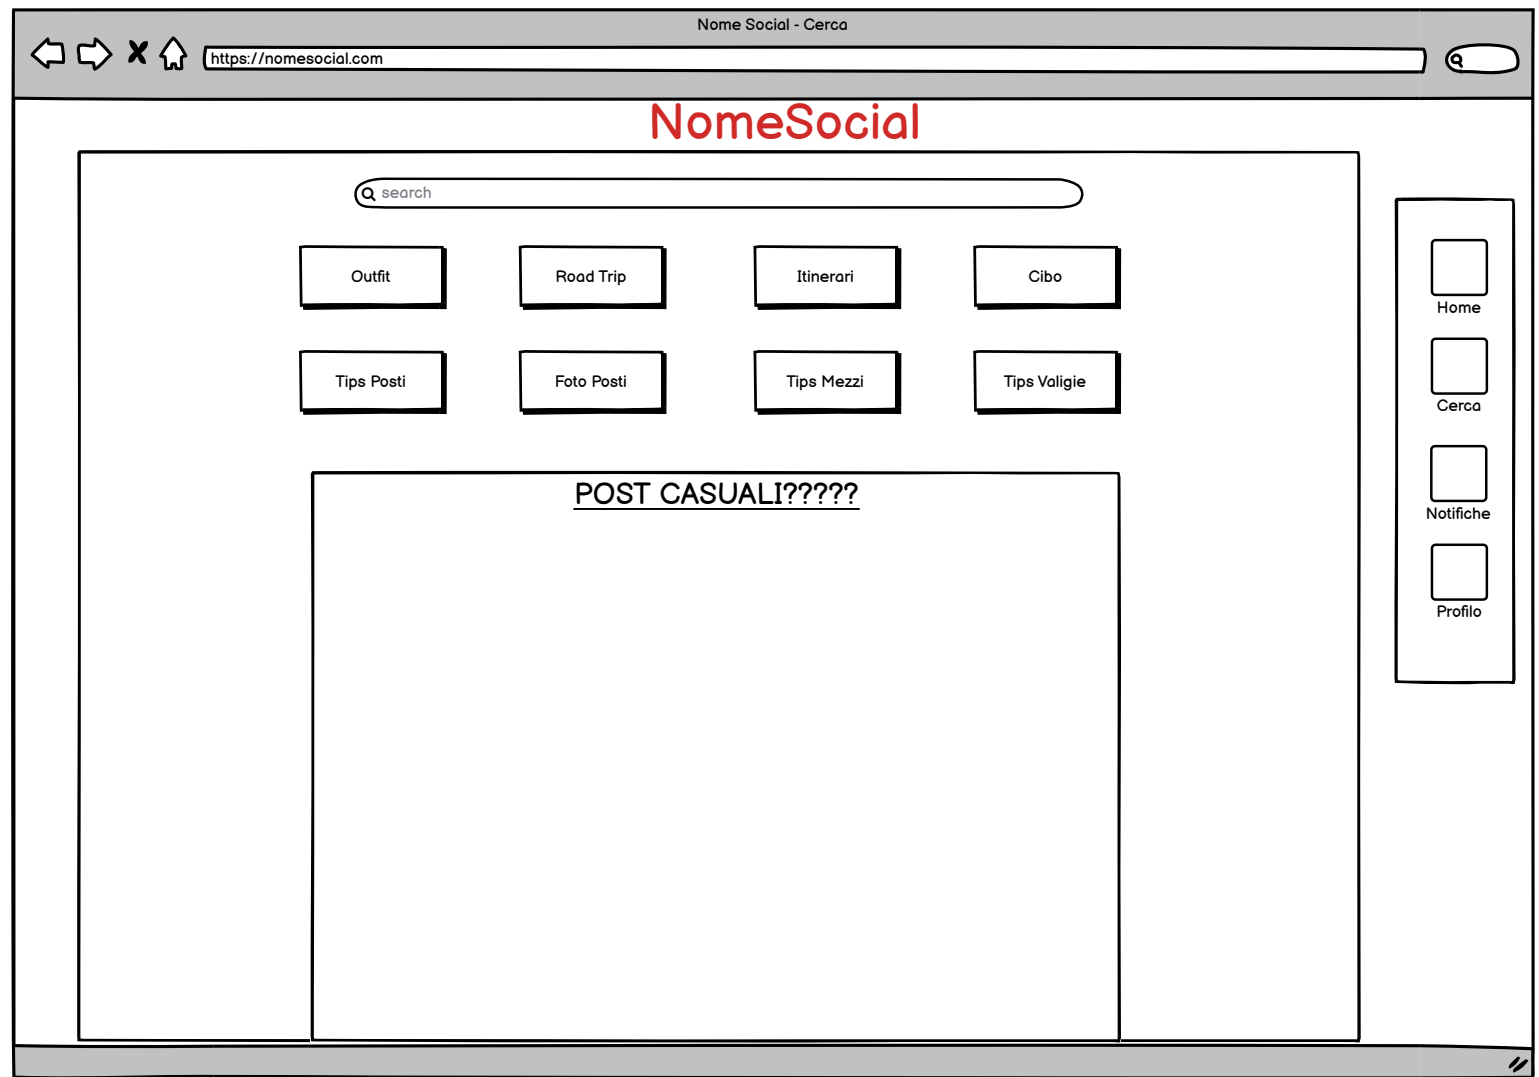 Nome Social - Cerca
https://nomesocial.com
NomeSocial
search
Outfit
Road Trip
Itinerari
Cibo
Tips Posti
Foto Posti
Tips Mezzi
Tips Valigie
POST CASUALI?????
Home
Cerca
Notifiche
Profilo